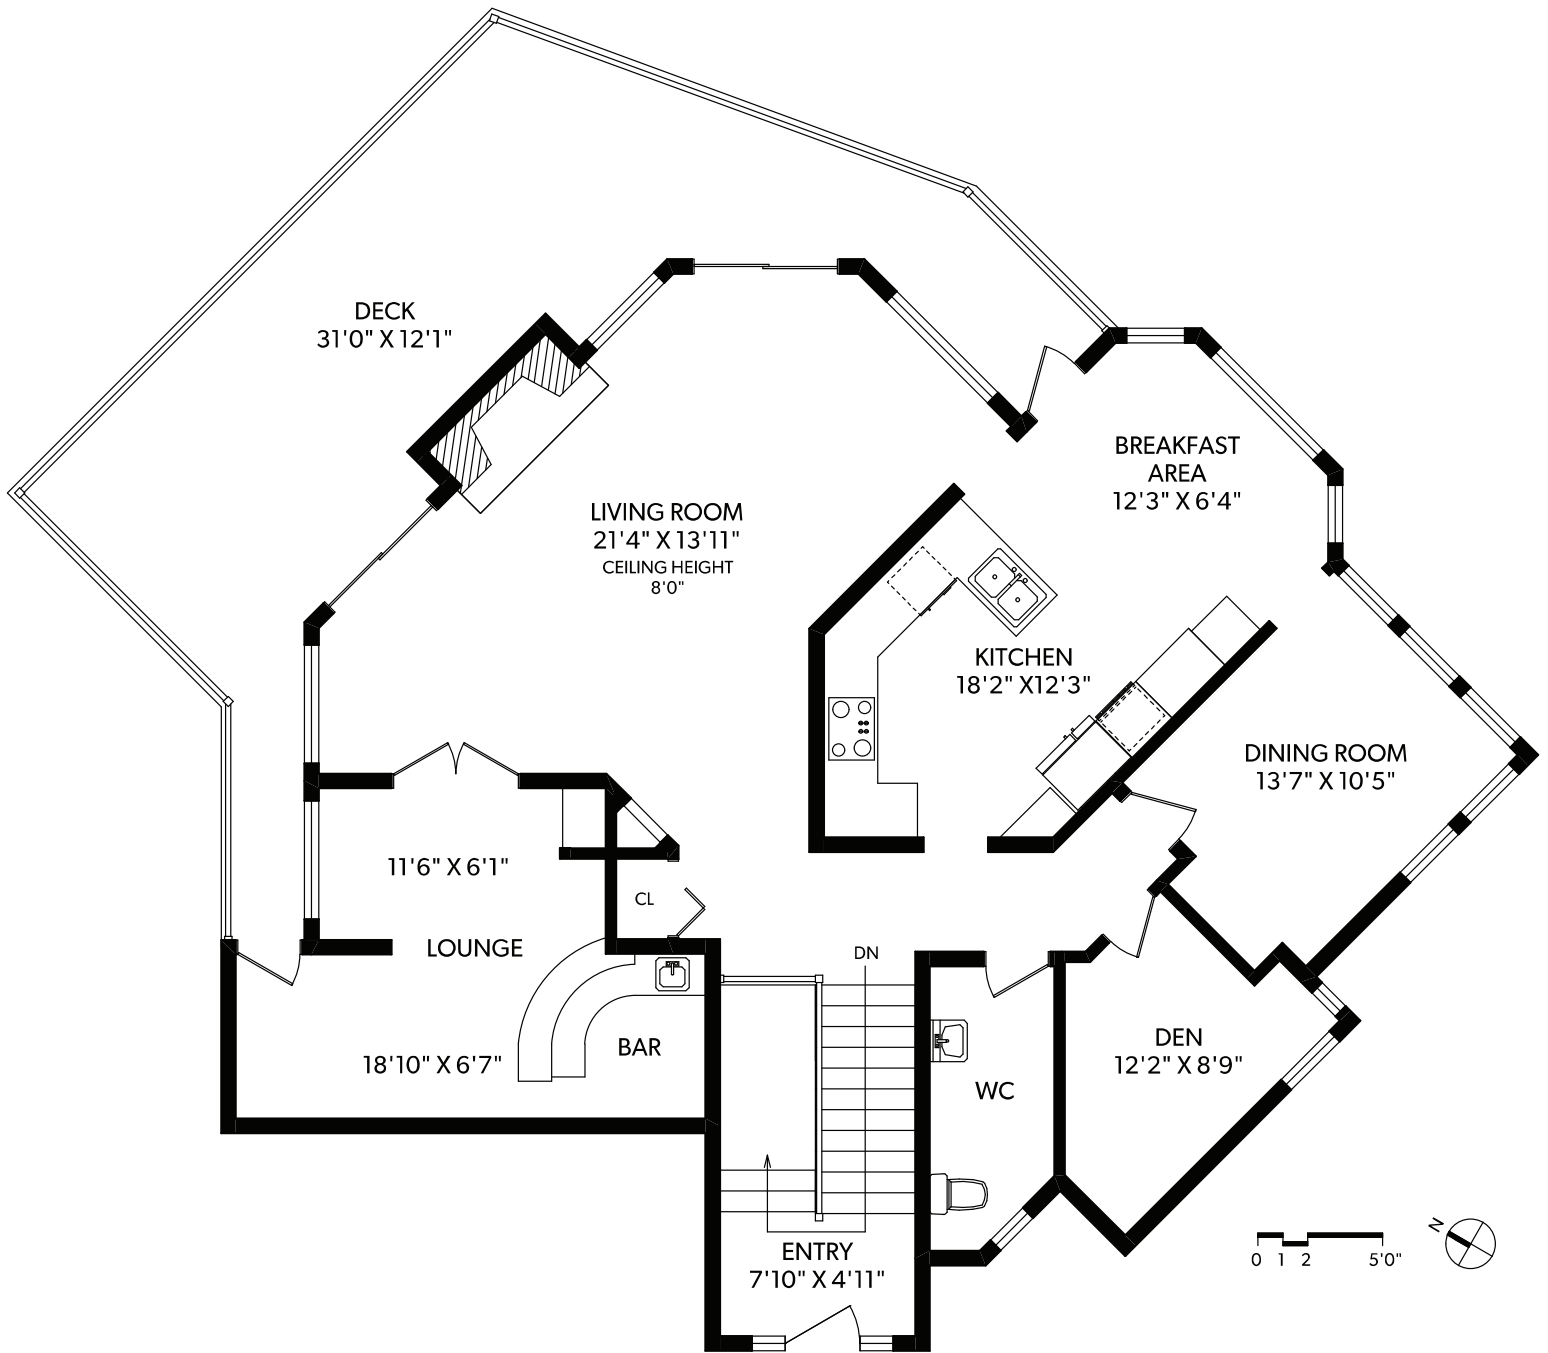 DECK
31'0" X 12'1"
BREAKFAST
AREA
12'3" X 6'4"
LIVING ROOM
21'4" X 13'11"
CEILING HEIGHT
8'0"
KITCHEN
18'2" X12'3"
DINING ROOM
13'7" X 10'5"
11'6" X 6'1"
CL
LOUNGE
DN
BAR
18'10" X 6'7"
DEN
12'2" X 8'9"
WC
ENTRY
7'10" X 4'11"
N
0 1 2 5'0"